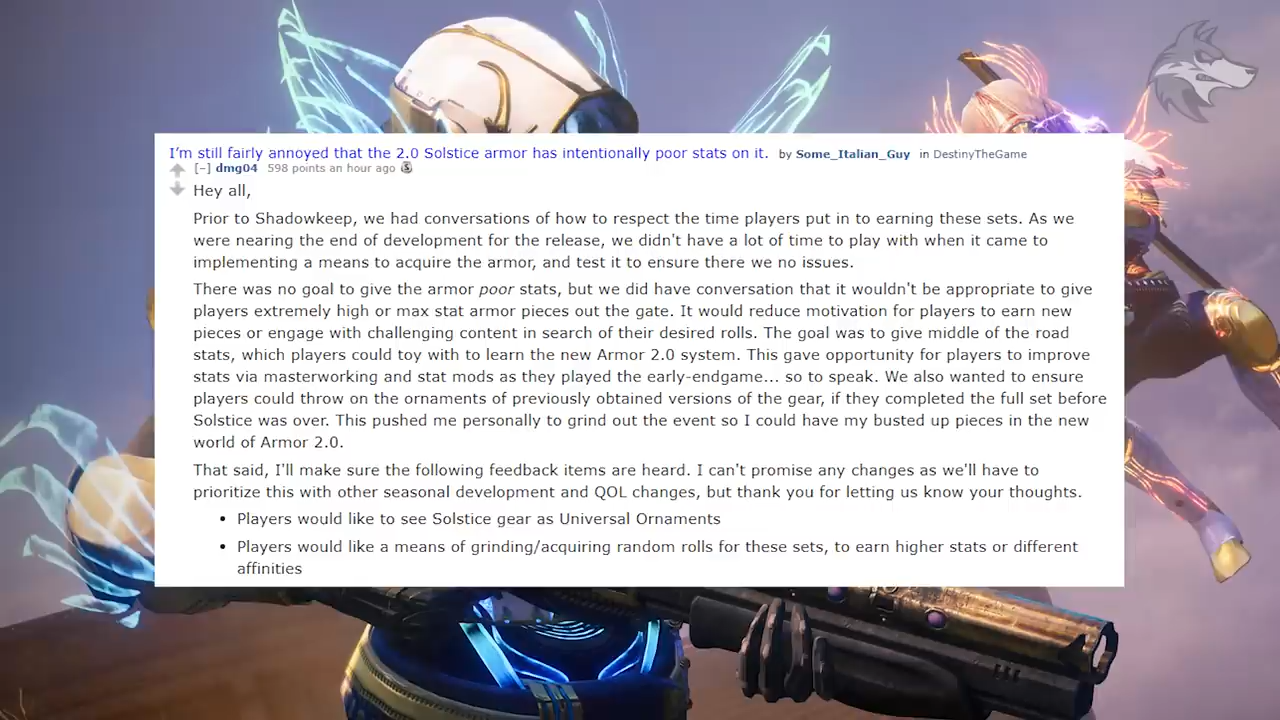 I'm still fairly annoyed that the 2.0 Solstice armor has intentionally poor stats on it. by Some_Italian_Guy in DestinyTheGame
[-] dmg04 598 points an hour ago
Hey all,
Prior to Shadowkeep, we had conversations of how to respect the time players put in to earning these sets. As we
were nearing the end of development for the release, we didn't have a lot of time to play with when it came to
implementing a means to acquire the armor, and test it to ensure there we no issues.
There was no goal to give the armor poor stats, but we did have conversation that it wouldn't be appropriate to give
players extremely high or max stat armor pieces out the gate. It would reduce motivation for players to earn new
pieces or engage with challenging content in search of their desired rolls. The goal was to give middle of the road
stats, which players could toy with to learn the new Armor 2.0 system. This gave opportunity for players to improve
stats via masterworking and stat mods as they played the early-endgame... so to speak. We also wanted to ensure
players could throw on the ornaments of previously obtained versions of the gear, if they completed the full set before
Solstice was over. This pushed me personally to grind out the event so I could have my busted up pieces in the new
world of Armor 2.0.
That said, I'll make sure the following feedback items are heard. I can't promise any changes as we'll have to
prioritize this with other seasonal development and QOL changes, but thank you for letting us know your thoughts.
• Players would like to see Solstice gear as Universal Ornaments
• Players would like a means of grinding/acquiring random rolls for these sets, to earn higher stats or different
affinities